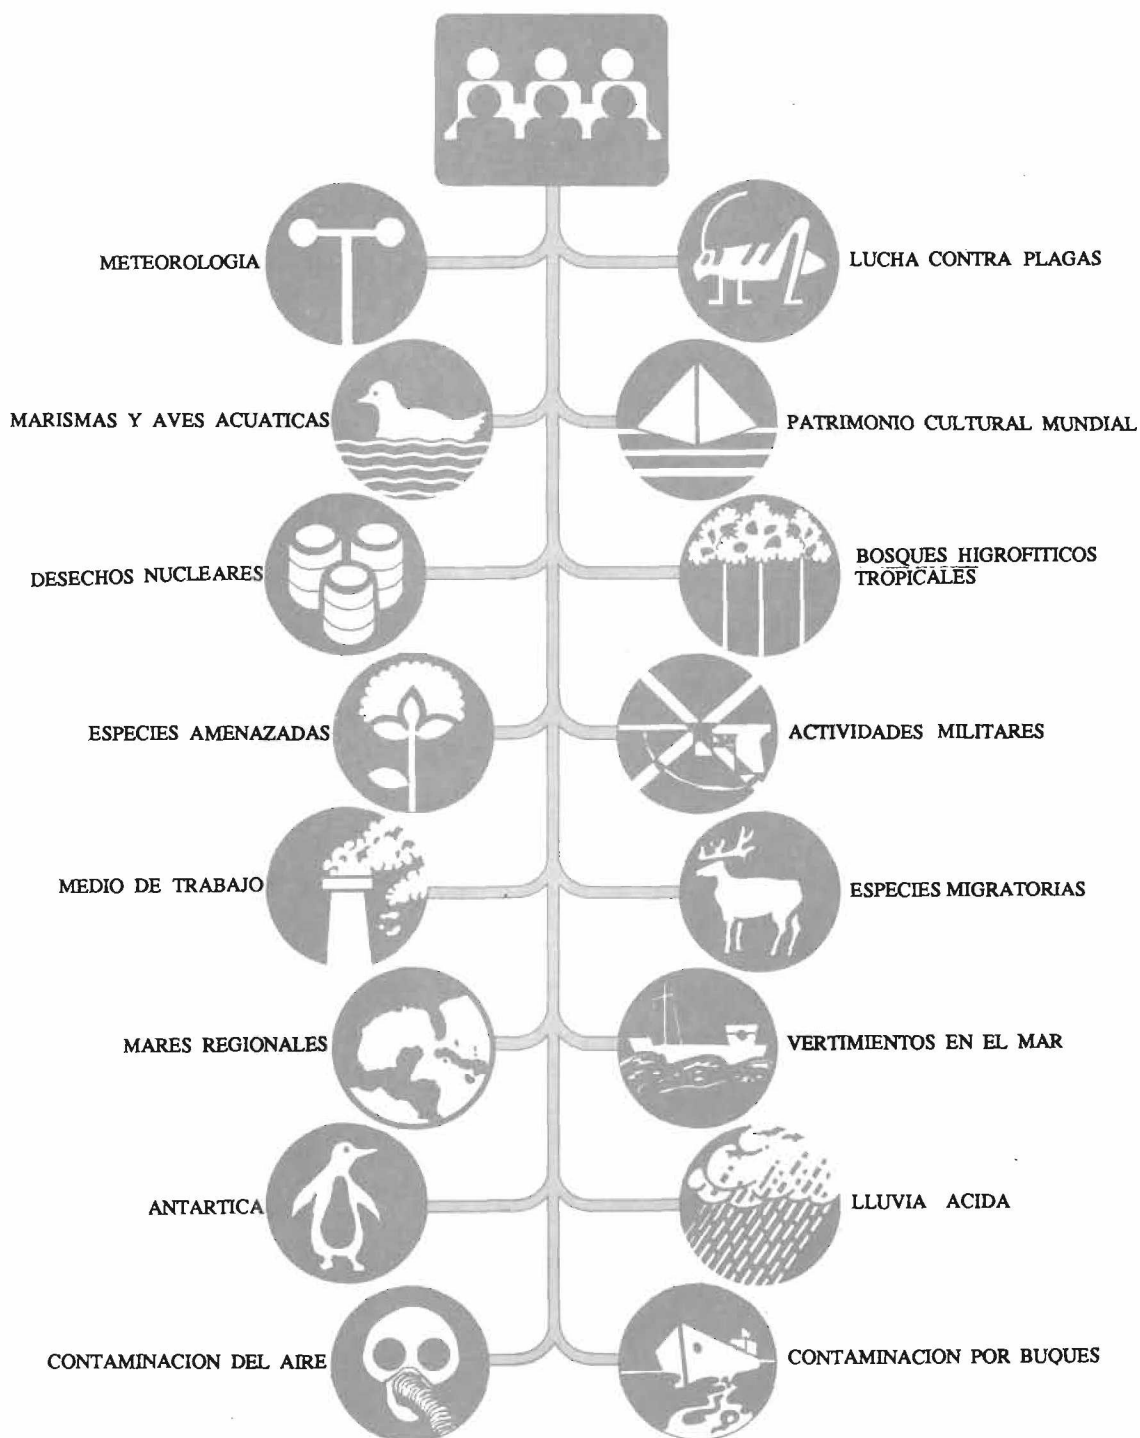 METEOROLOGIA
LUCHA CONTRA PLAGAS
MARISMAS Y AVES ACUATICAS
PATRIMONIO CULTURAL MUNDIAL
DESECHOS NUCLEARES
BOSQUES HIGROFITICOS
TROPICALES
ESPECIES AMENAZADAS
ACTIVIDADES MILITARES
MEDIO DE TRABAJO
ESPECIES MIGRATORIAS
MARES REGIONALES
VERTIMIENTOS EN EL MAR
ANTARTICA
LLUVIA ACIDA
CONTAMINACION DEL AIRE
CONTAMINACION POR BUQUES